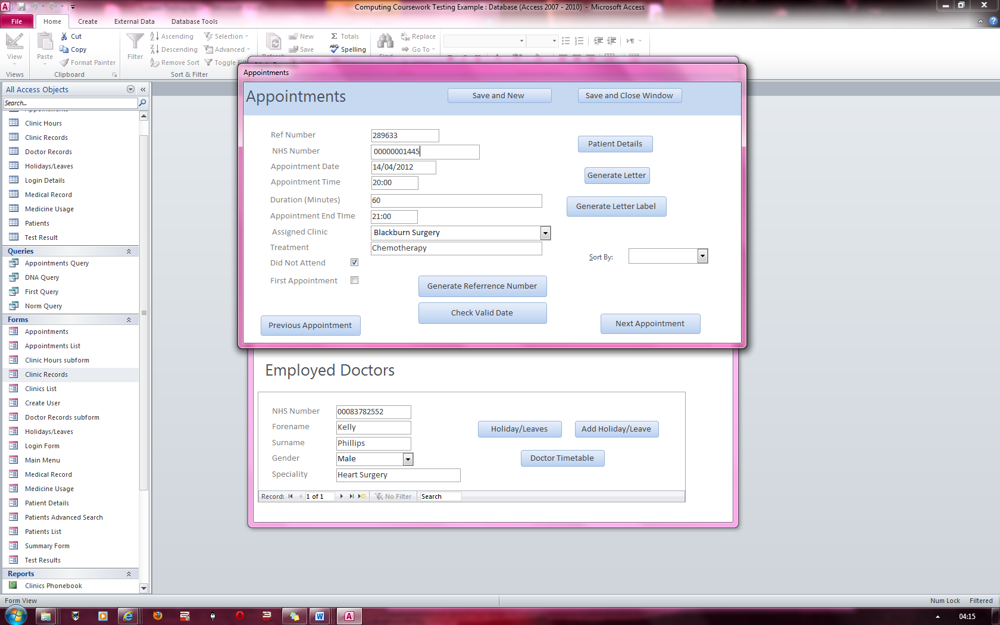 Computing Coursework Testing Example : Database (Access 2007 - 2010) - Microsoft Access
File Home Create External Data Database Tools
View
Views
Paste
Cut
Copy
Format Painter
Clipboard
Filter
Ascending
Descending
Remove Sort
Selection
Advanced
Toggle
Sort & Filter
New
Save
Totals
Spelling
Replace
Go To
All Access Objects
Search...
Clinic Hours
Clinic Records
Doctor Records
Holidays/Leaves
Login Details
Medical Record
Medicine Usage
Patients
Test Result
Queries
Appointments Query
DNA Query
First Query
Norm Query
Forms
Appointments
Appointments List
Clinic Hours subform
Clinic Records
Clinics List
Create User
Doctor Records subform
Holidays/Leaves
Login Form
Main Menu
Medical Record
Medicine Usage
Patient Details
Patients Advanced Search
Patients List
Summary Form
Test Results
Reports
Clinics Phonebook
Appointments
Appointments
Save and New
Save and Close Window
Ref Number 289633
NHS Number 00000001445
Appointment Date 14/04/2012
Appointment Time 20:00
Duration (Minutes) 60
Appointment End TIme 21:00
Assigned Clinic Blackburn Surgery
Treatment Chemotherapy
Did Not Attend
First Appointment
Patient Details
Generate Letter
Generate Letter Label
Sort By:
Generate Referrence Number
Check Valid Date
Previous Appointment
Next Appointment
Employed Doctors
NHS Number 00083782552
Forename Kelly
Surname Phillips
Gender Male
Speciality Heart Surgery
Holiday/Leaves
Add Holiday/Leave
Doctor Timetable
Record: 1 of 1 No Filter Search
Form View
Num Lock Filtered
04:15